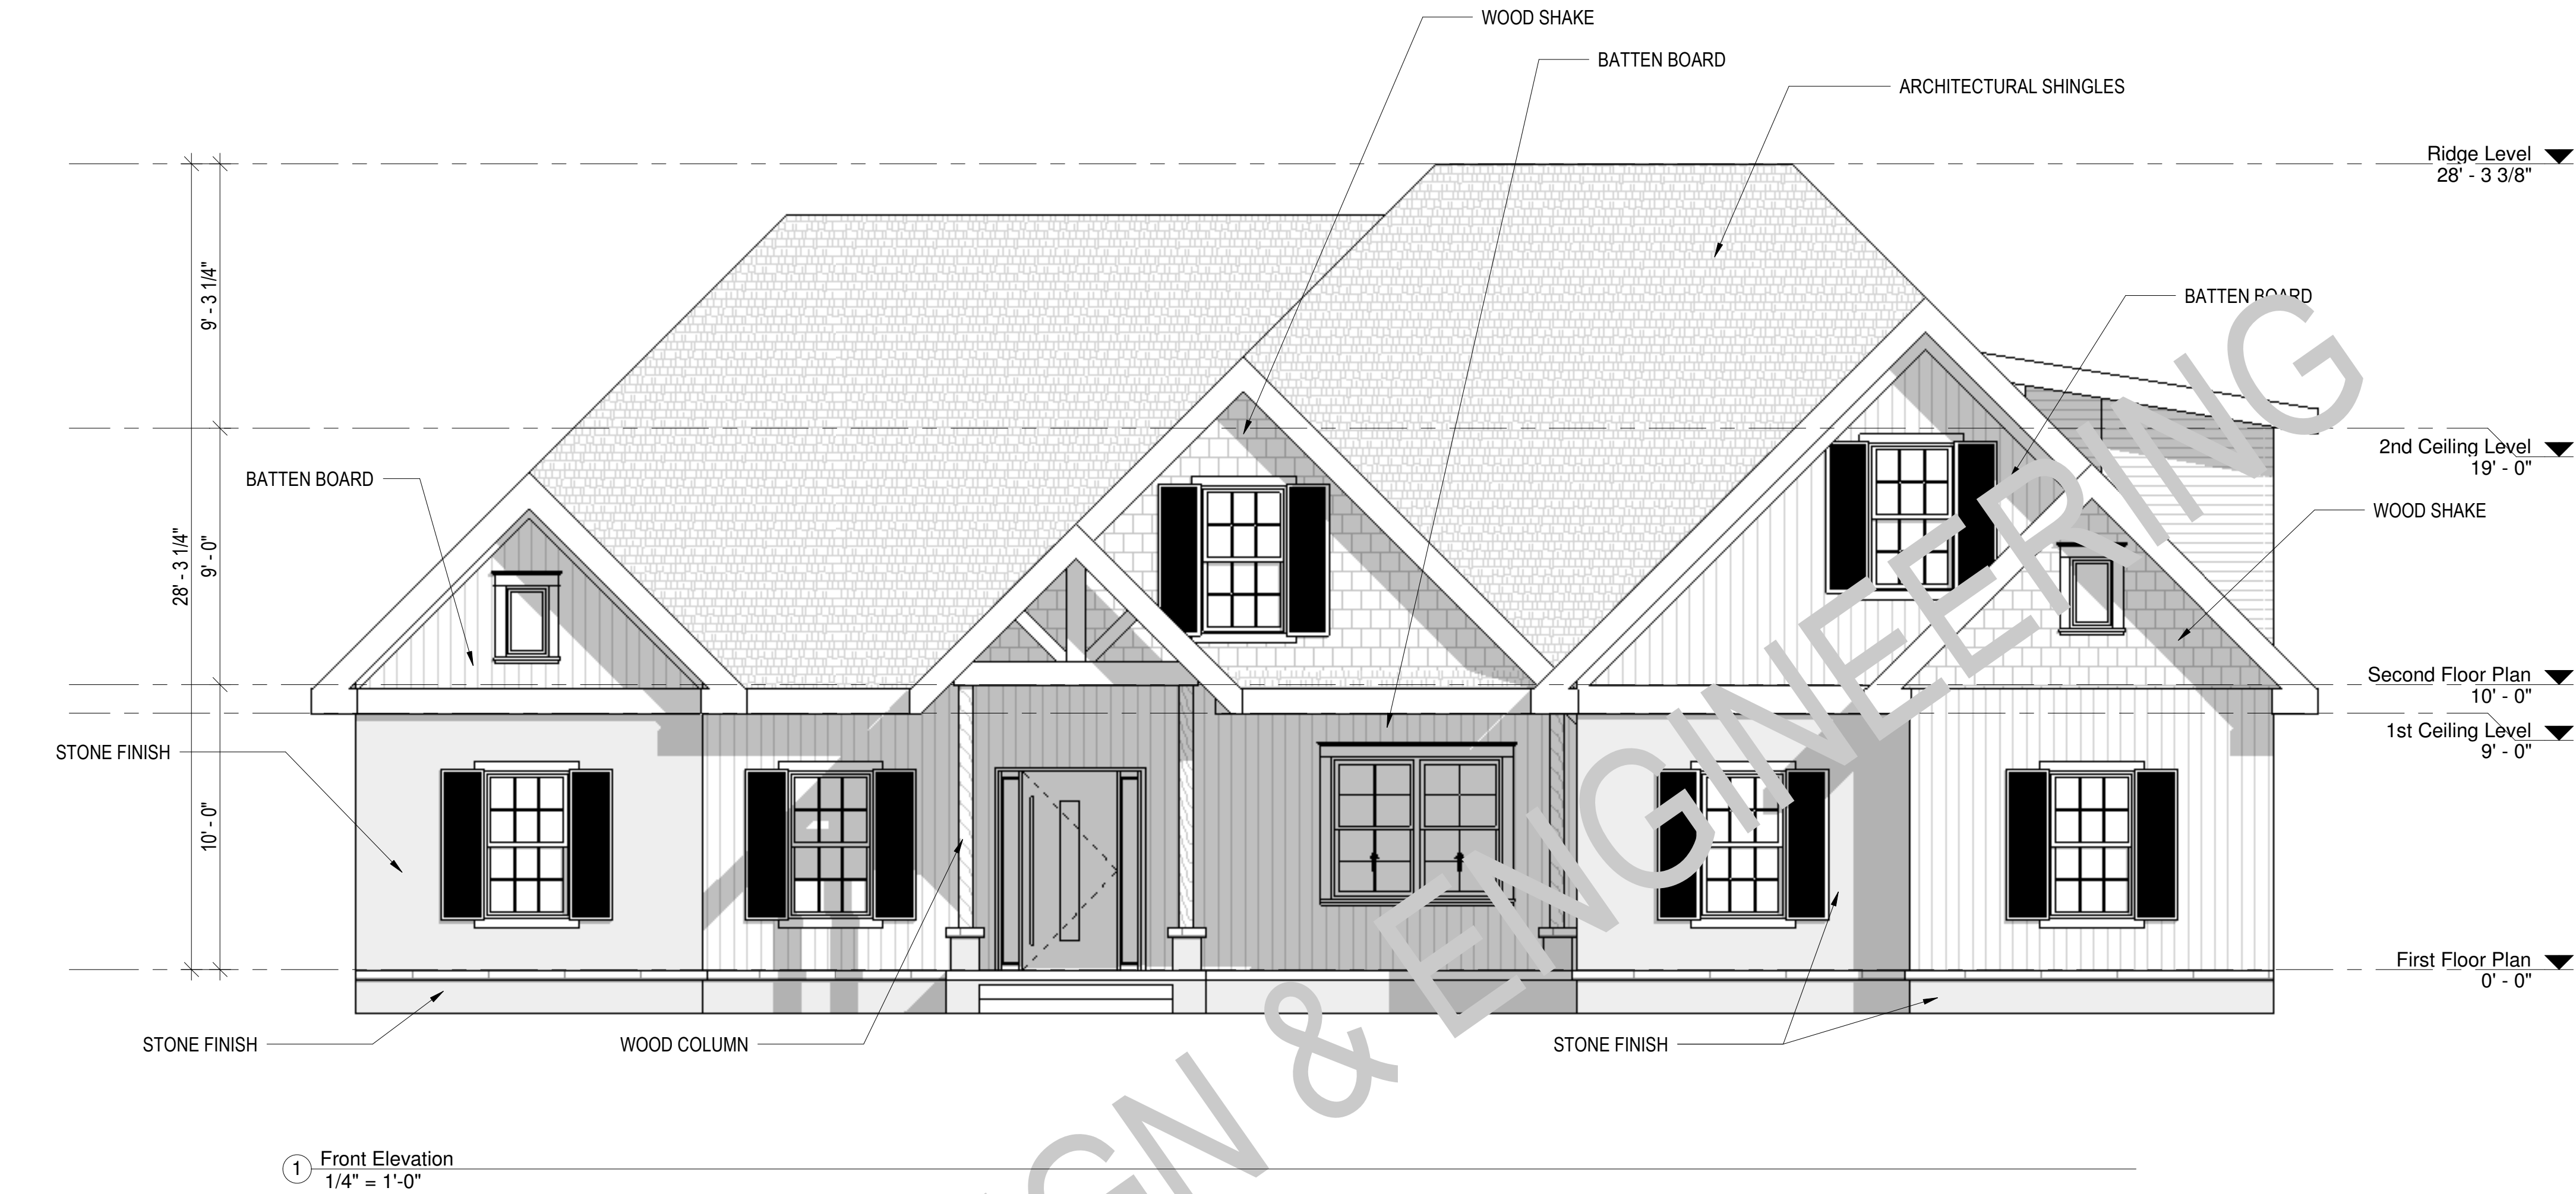 WOOD SHAKE
BATTEN BOARD
ARCHITECTURAL SHINGLES
Ridge Level
28' - 3 3/8"
9' - 3 1/4"
BATTEN BOARD
2nd Ceiling Level
19' - 0"
BATTEN BOARD
WOOD SHAKE
28' - 3 1/4"
9' - 0"
Second Floor Plan
10' - 0"
1st Ceiling Level
9' - 0"
STONE FINISH
10' - 0"
First Floor Plan
0' - 0"
STONE FINISH
WOOD COLUMN
STONE FINISH
GN & ENGINEERING
1
Front Elevation
1/4" = 1'-0"